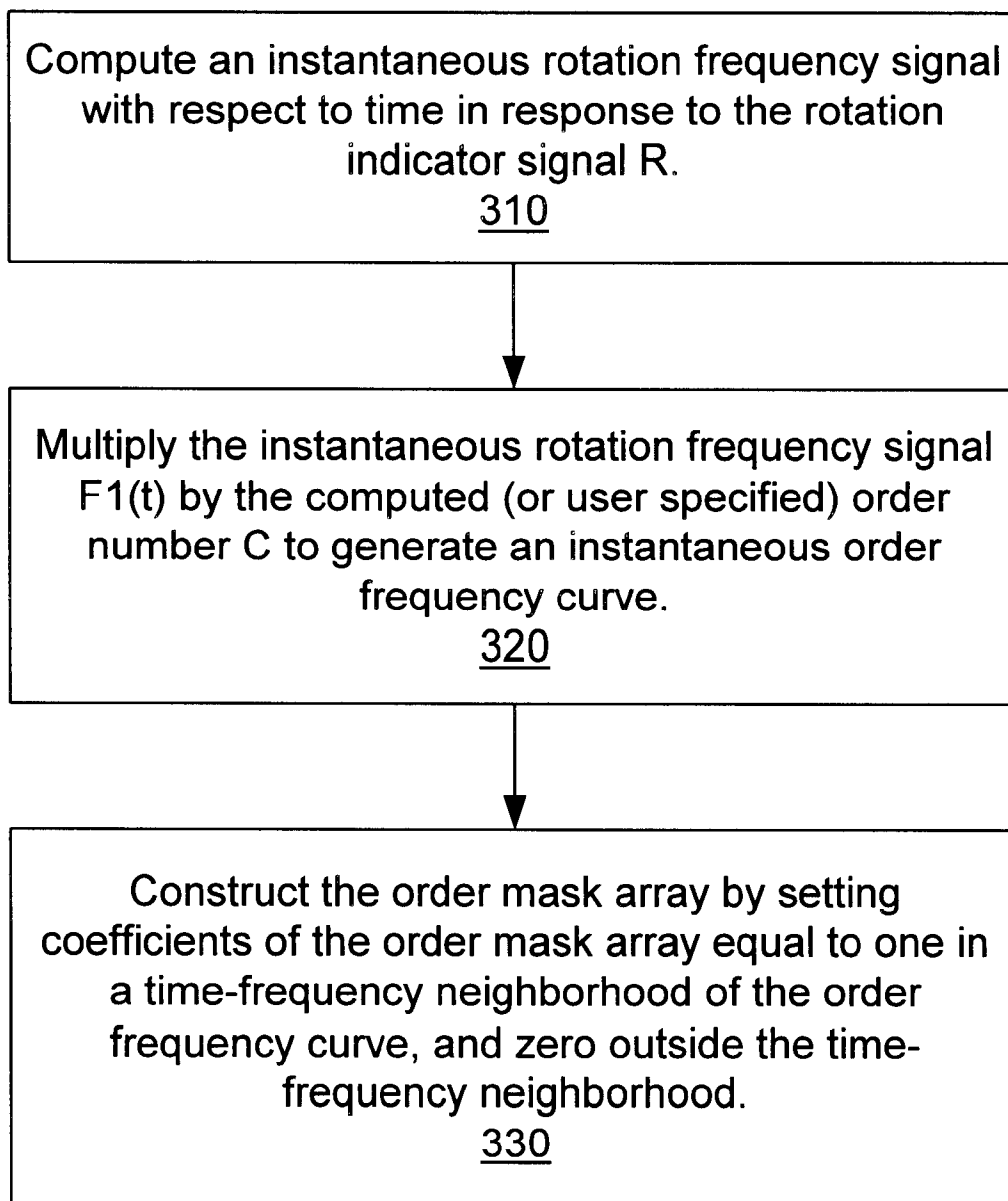 Compute an instantaneous rotation frequency signal
with respect to time in response to the rotation
indicator signal R.
310
Multiply the instantaneous rotation frequency signal
F1(t) by the computed (or user specified) order
number C to generate an instantaneous order
frequency curve.
320
Construct the order mask array by setting
coefficients of the order mask array equal to one in
a time-frequency neighborhood of the order
frequency curve, and zero outside the time-
frequency neighborhood.
330